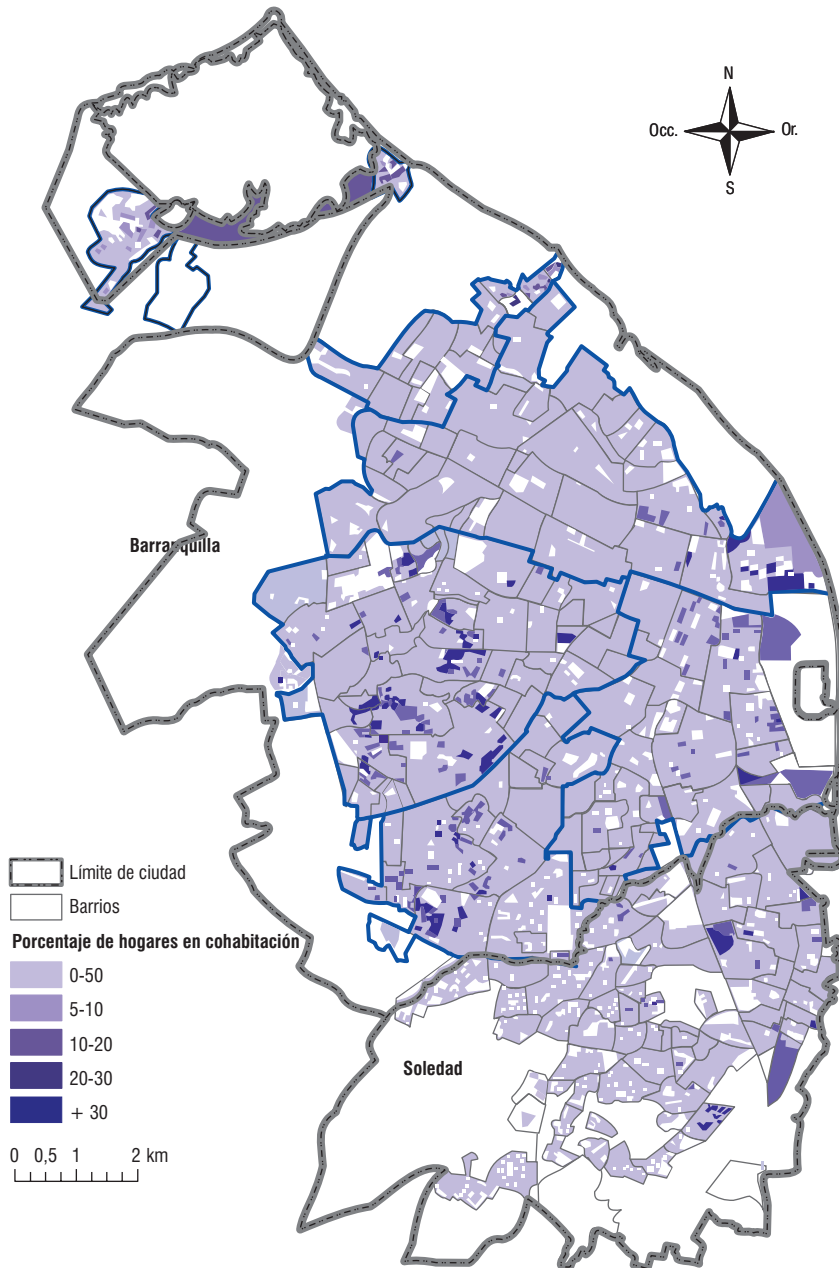 N
Occ.
Or.
S
Barranquilla
Límite de ciudad
Barrios
Porcentaje de hogares en cohabitación
0-50
5-10
10-20
20-30
+ 30
Soledad
0 0,5 1 2 km